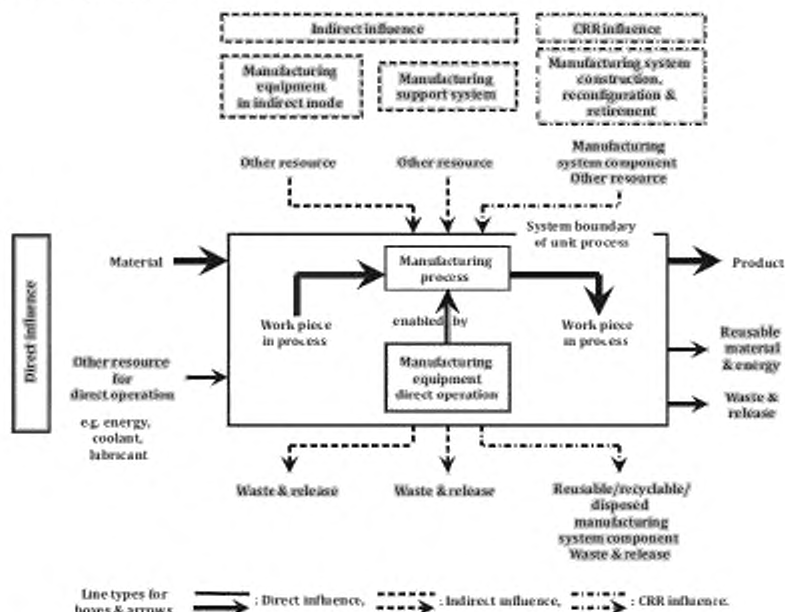 Indirect influence
CRR influence
Manufacturing
equipment
in indirect mode
Manufacturing
support system
Manufacturing system
construction,
reconfiguration &
retirement
Other resource
Other resource
Manufacturing
system component
Other resource
System boundary
of unit process
Direct influence
Material
Manufacturing
process
Product
Work piece
in process
enabled by
Work piece
in process
Reusable
material
& energy
Other resource
for
direct operation
Manufacturing
equipment
direct operation
Waste &
release
e.g. energy,
coolant,
lubricant
Waste & release
Waste & release
Reusable/recyclable/
disposed
manufacturing
system component
Waste & release
Line types for
boxes & arrows
: Direct influence,
: Indirect influence,
: CRR influence.